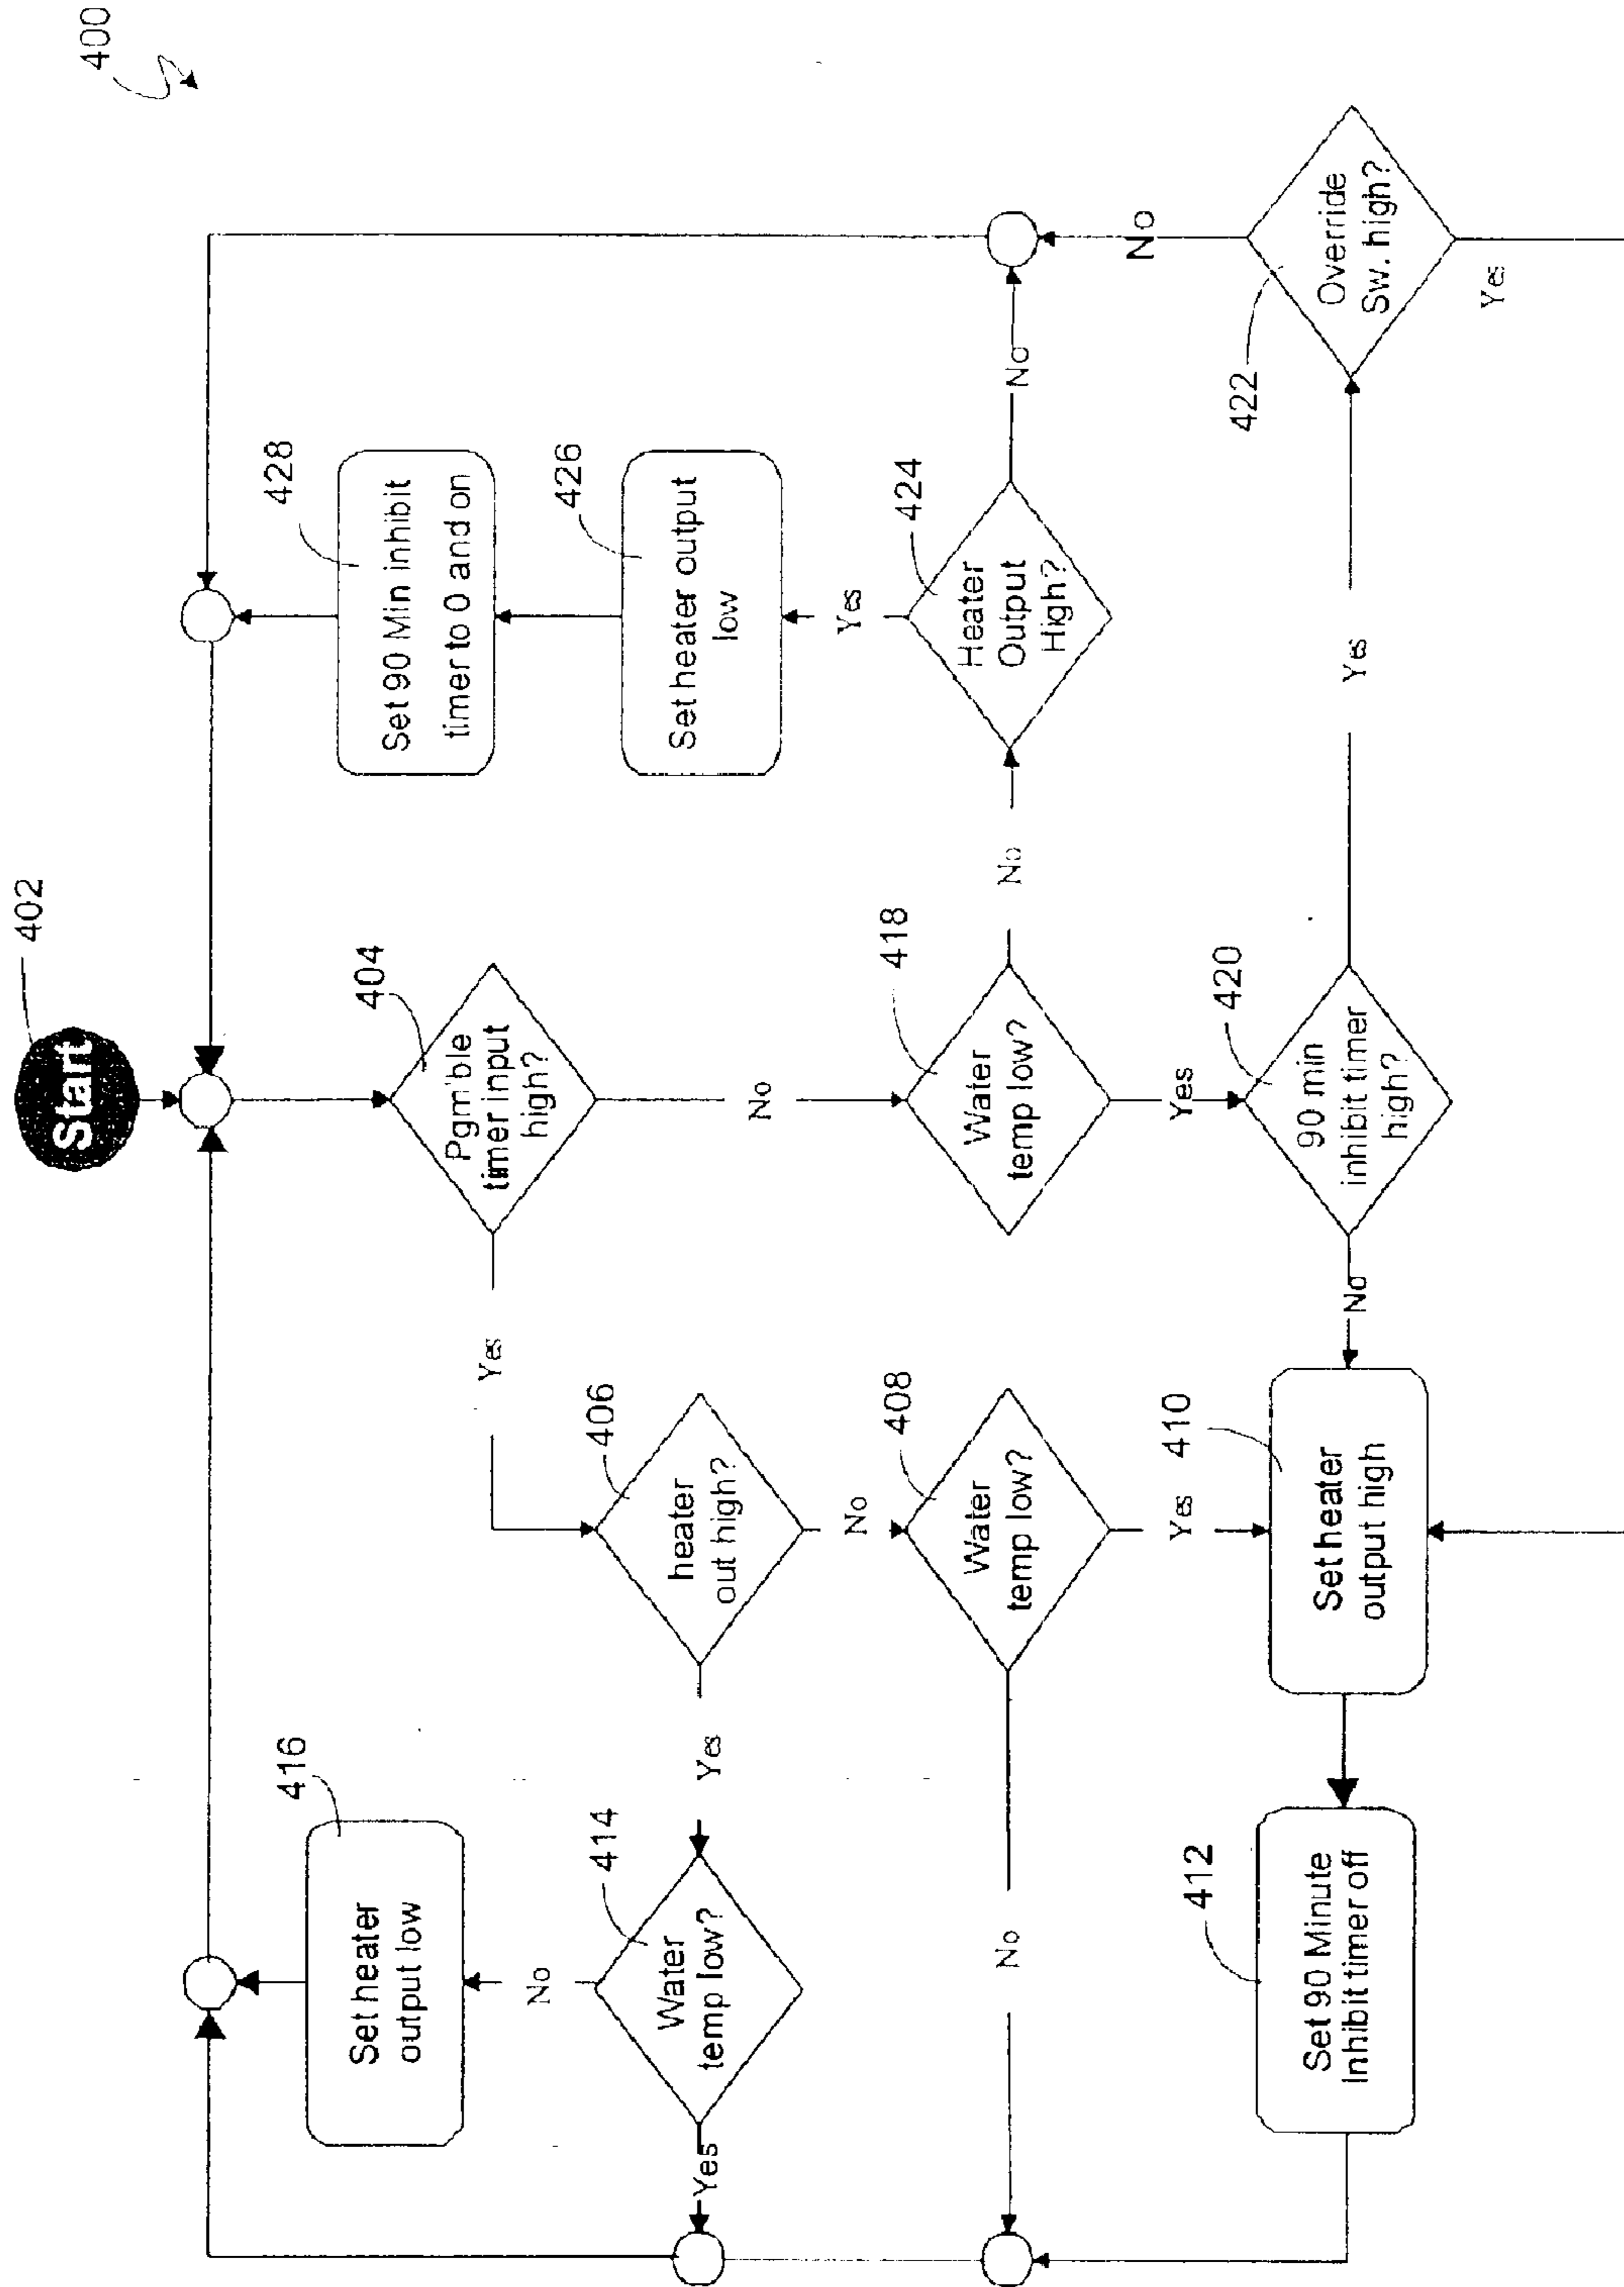 400
402
Start
404
Pgm'ble
timer input
high?
Yes
No
406
heater
out high?
Yes
No
408
Water
temp low?
Yes
No
410
Set heater
output high
412
Set 90 Minute
Inhibit timer off
414
Water
temp low?
Yes
No
416
Set heater
output low
418
Water
temp low?
No
Yes
420
90 min
inhibit timer
high?
No
Yes
422
Override
Sw. high?
No
Yes
424
Heater
Output
High?
No
Yes
426
Set heater output
low
428
Set 90 Min inhibit
timer to 0 and on